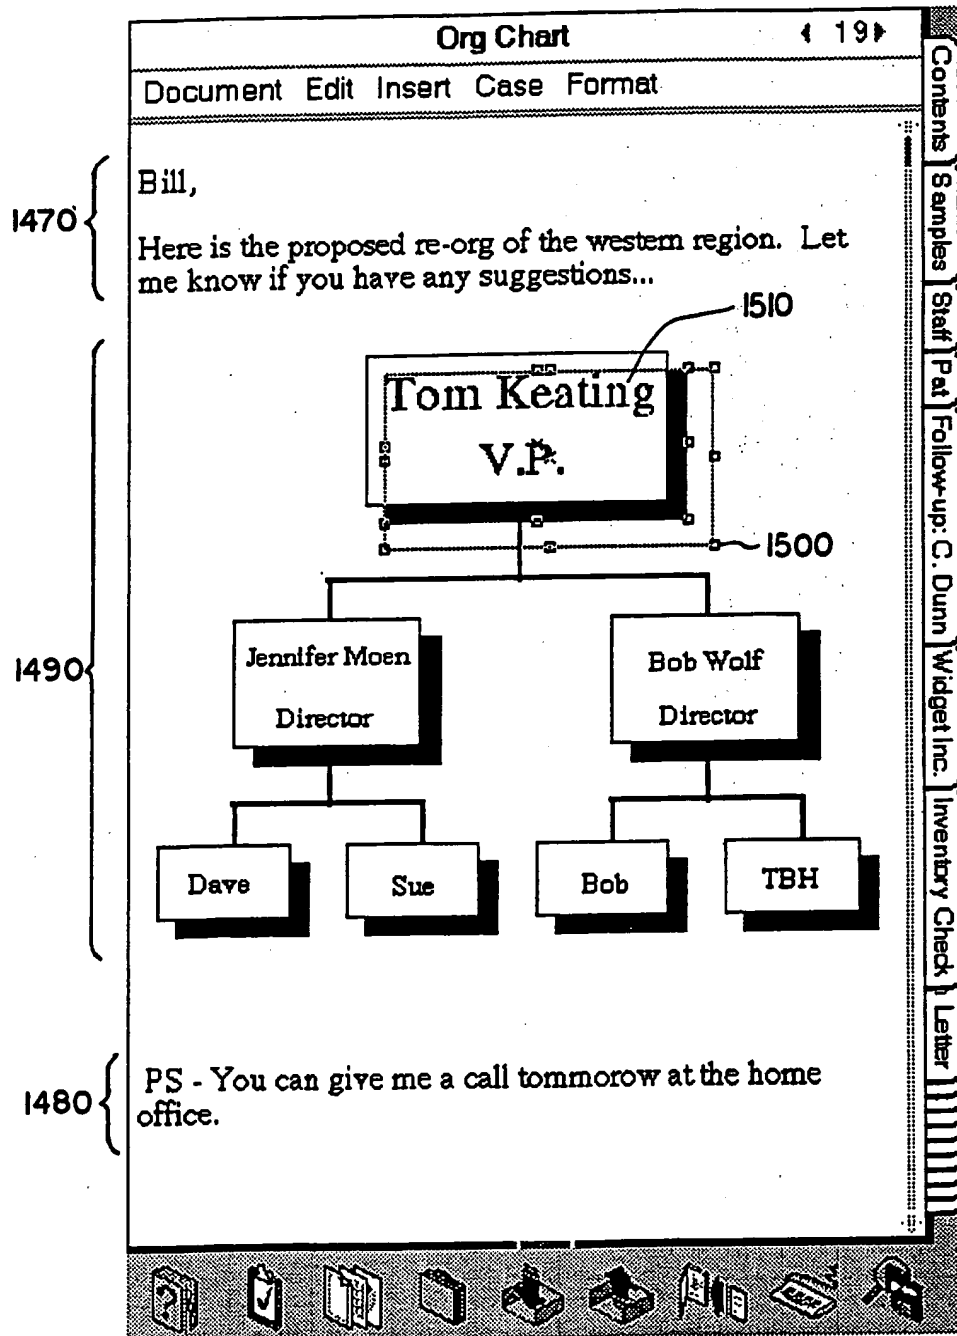 Org Chart
19
Document Edit Insert Case Format
1470
Bill,
Here is the proposed re-org of the western region. Let
me know if you have any suggestions...
1510
Tom Keating
V.P.
1500
1490
Jennifer Moen
Director
Bob Wolf
Director
Dave
Sue
Bob
TBH
1480
PS - You can give me a call tommorow at the home
office.
Contents
Samples
Staff
Pat
Follow-up: C. Dunn
Widget Inc.
Inventory Check
Letter
?